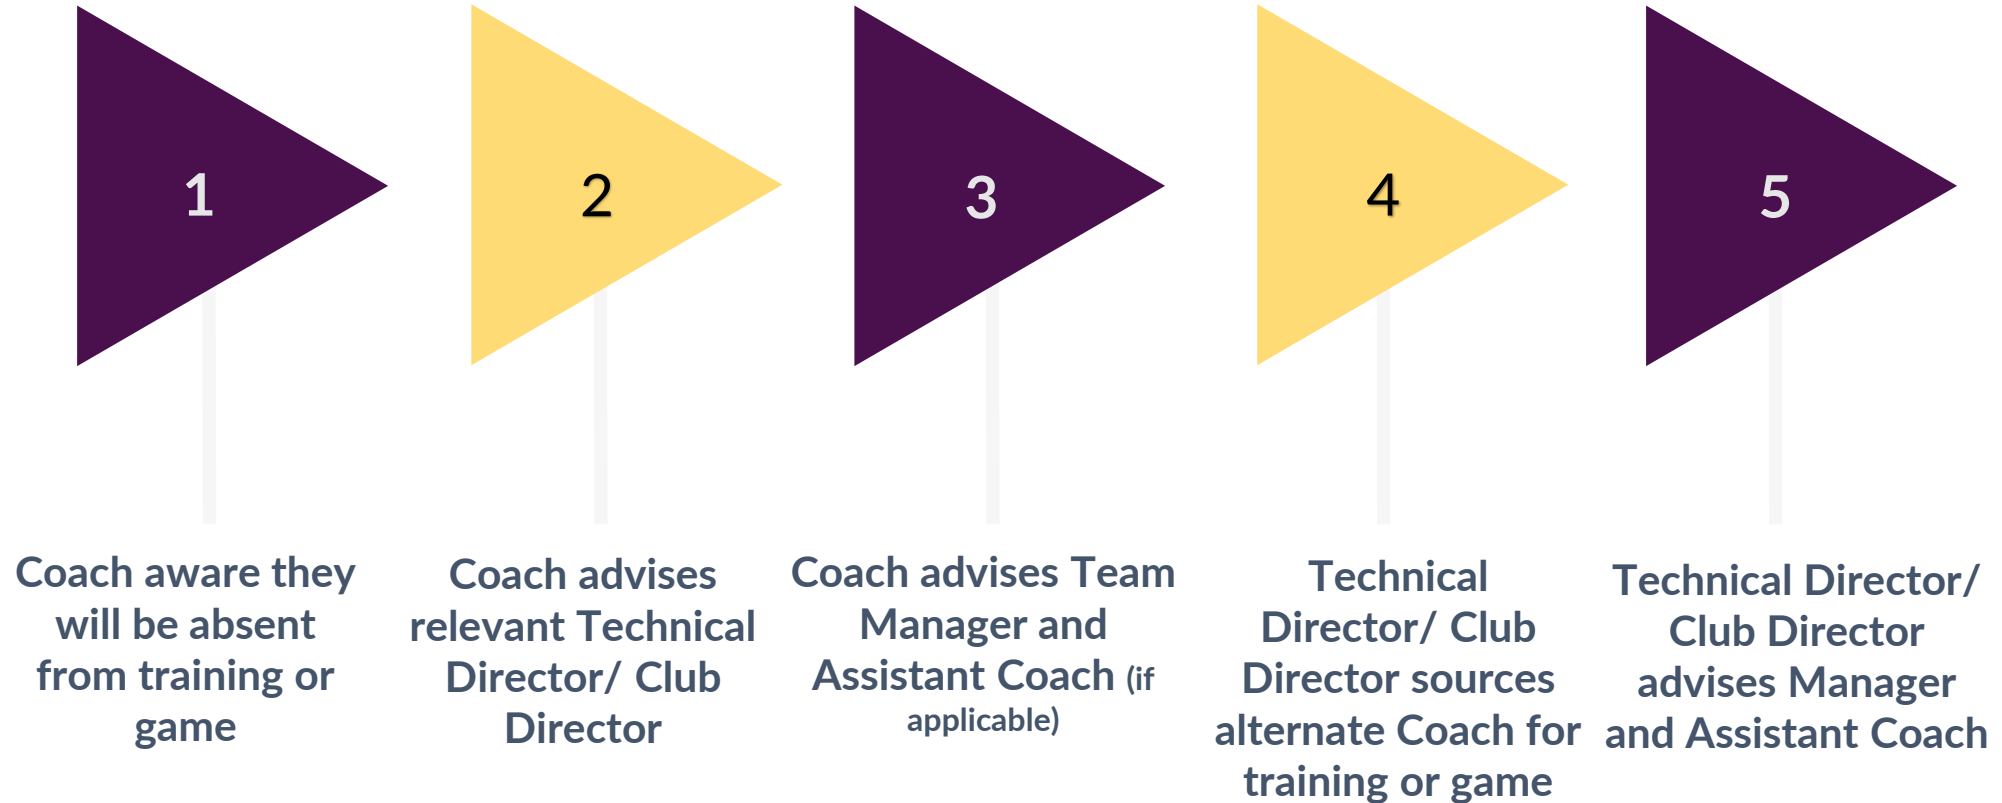 1
Coach aware they
will be absent
from training or
game
2
Coach advises
relevant Technical
Director/ Club
Director
3
Coach advises Team
Manager and
Assistant Coach (if
applicable)
4
Technical
Director/ Club
Director sources
alternate Coach for
training or game
5
Technical Director/
Club Director
advises Manager
and Assistant Coach